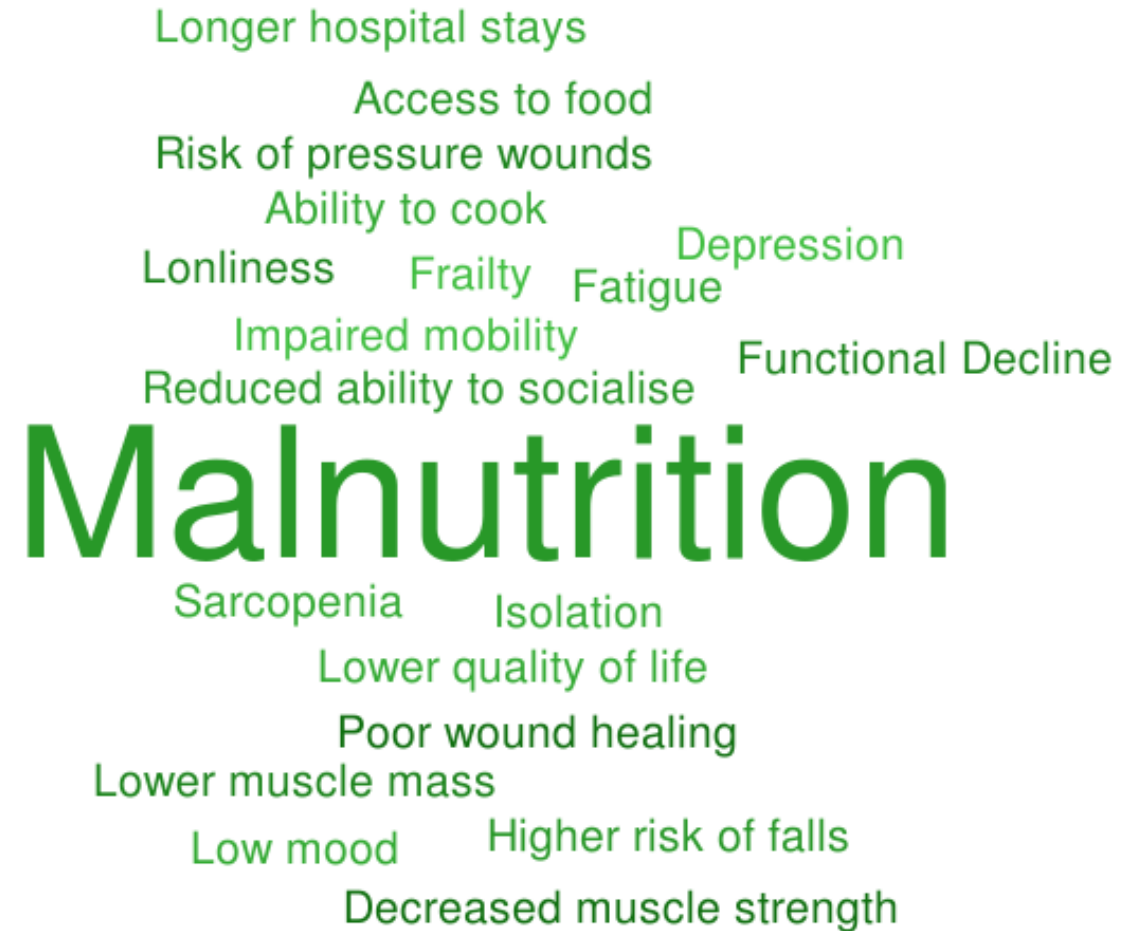 Longer hospital stays
Access to food
Risk of pressure wounds
Ability to cook
Depression
Lonliness
Frailty
Fatigue
Impaired mobility
Functional Decline
Reduced ability to socialise
Malnutrition
Sarcopenia
Isolation
Lower quality of life
Poor wound healing
Lower muscle mass
Higher risk of falls
Low mood
Decreased muscle strength